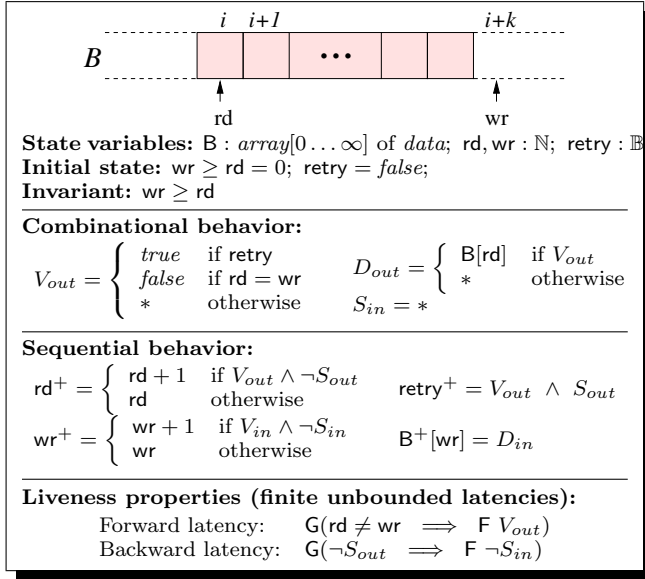 i i+1 i+k
B ...
rd wr
State variables: B : array[0 … ∞] of data; rd, wr : ℕ; retry : 𝔹
Initial state: wr ≥ rd = 0; retry = false;
Invariant: wr ≥ rd
Combinational behavior:
V_out = { true if retry
false if rd = wr
* otherwise
D_out = { B[rd] if V_out
* otherwise
S_in = *
Sequential behavior:
rd⁺ = { rd + 1 if V_out ∧ ¬S_out
rd otherwise
retry⁺ = V_out ∧ S_out
wr⁺ = { wr + 1 if V_in ∧ ¬S_in
wr otherwise
B⁺[wr] = D_in
Liveness properties (finite unbounded latencies):
Forward latency: G(rd ≠ wr ⟹ F V_out)
Backward latency: G(¬S_out ⟹ F ¬S_in)